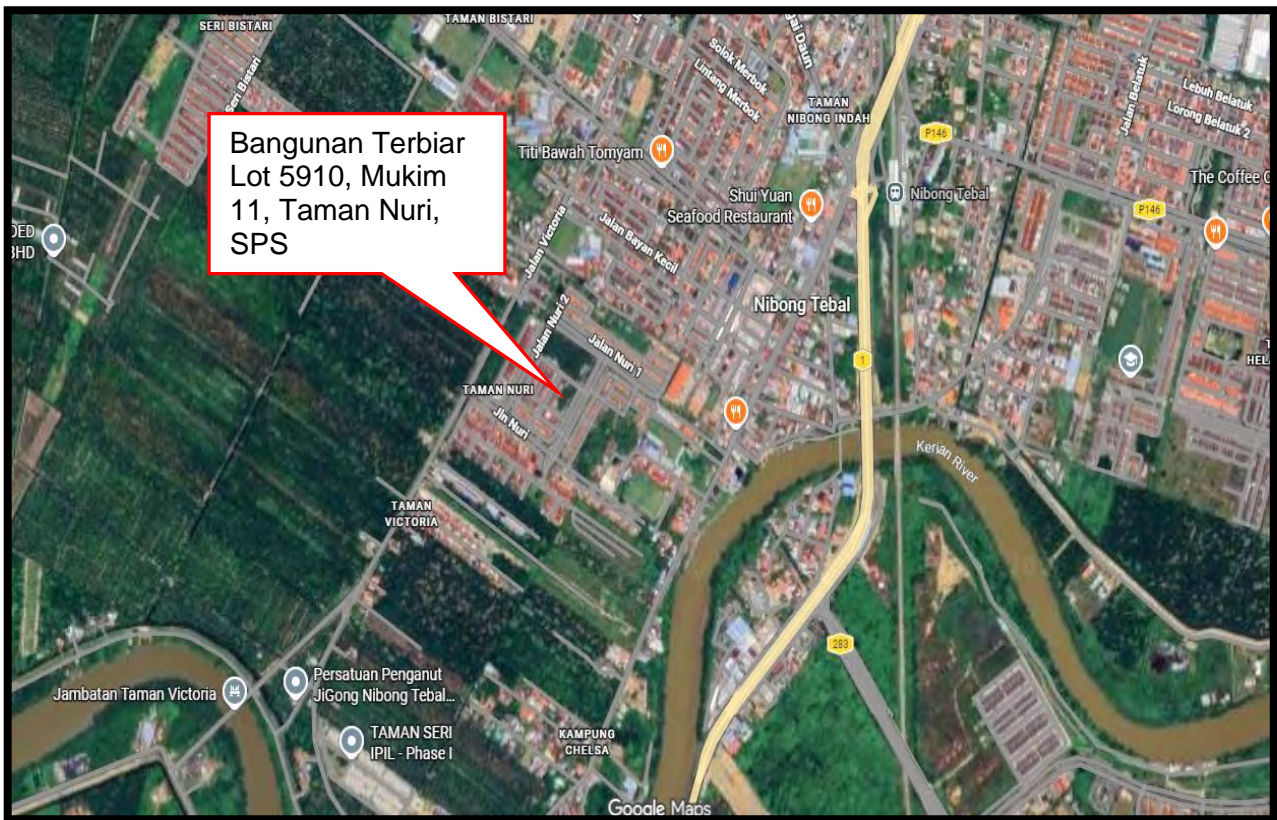 SERI BISTARI
TAMAN BISTARI
Seri Bistari
Bangunan Terbiar
Lot 5910, Mukim
11, Taman Nuri,
SPS
Solok Merbok
Lintang Merbok
Titi Bawah Tomyam
TAMAN
NIBONG INDAH
P146
Jalan Belatuk
Lebuh Belatuk
Lorong Belatuk 2
The Coffee
Shui Yuan
Seafood Restaurant
Nibong Tebal
P146
Jalan Victoria
Jalan Bayan Kecil
Nibong Tebal
Jalan Nuri 2
Jalan Nuri 1
1
TAMAN NURI
Jln Nuri
Kerian River
TAMAN
VICTORIA
283
Jambatan Taman Victoria
Persatuan Penganut
JiGong Nibong Tebal...
TAMAN SERI
IPIL - Phase I
KAMPUNG
CHELSA
Google Maps